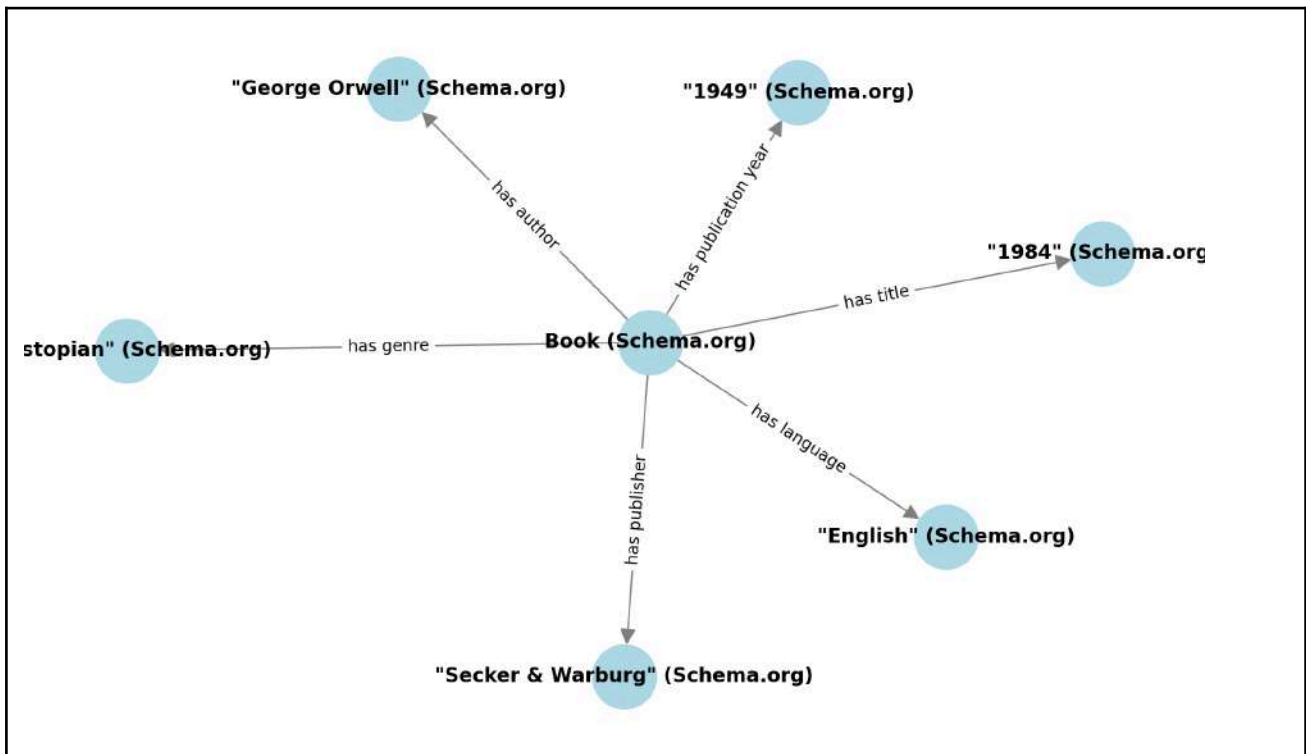 "George Orwell" (Schema.org)
"1949" (Schema.org)
has author
has publication year
"1984" (Schema.org
has title
Book (Schema.org)
stopian" (Schema.org)
has genre
has language
has publisher
"English" (Schema.org)
"Secker & Warburg" (Schema.org)